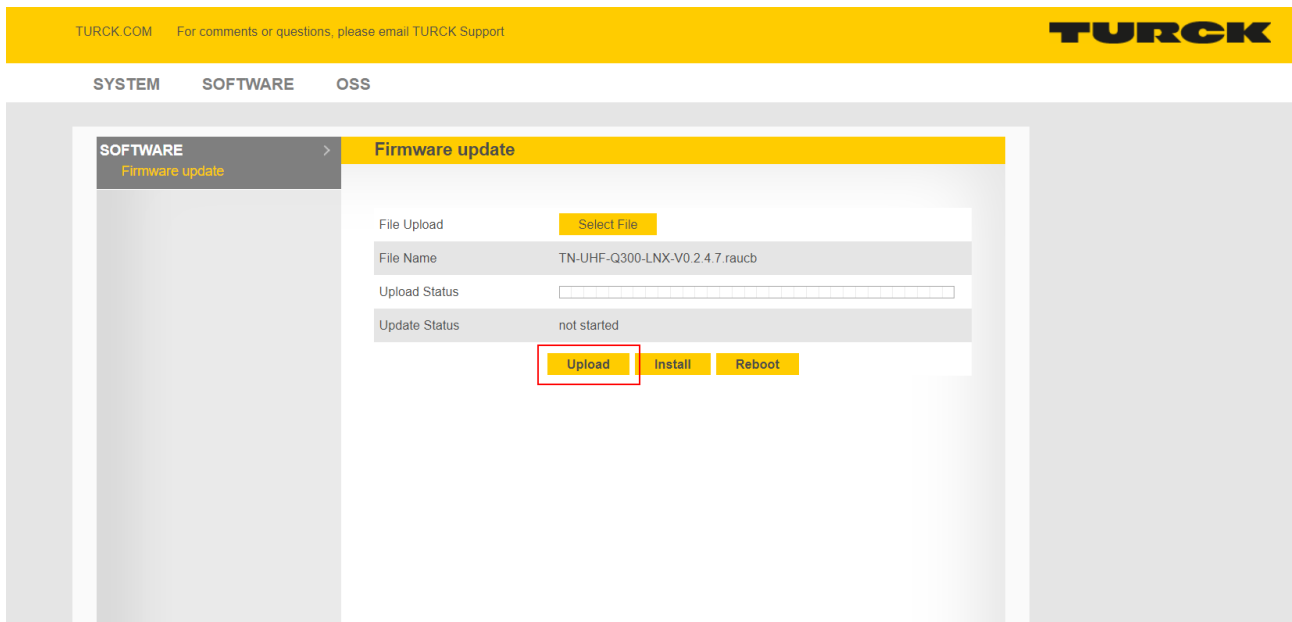 TURCK.COM For comments or questions, please email TURCK Support
TURCK
SYSTEM SOFTWARE OSS
SOFTWARE
Firmware update
Firmware update
File Upload Select File
File Name TN-UHF-Q300-LNX-V0.2.4.7.raucb
Upload Status
Update Status not started
Upload Install Reboot